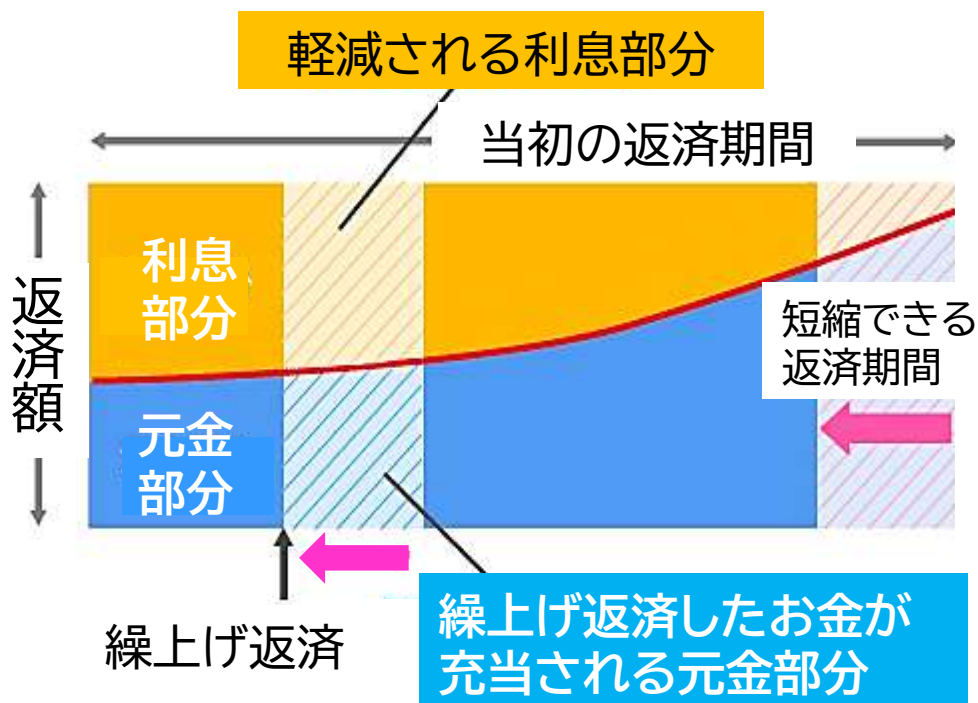 軽減される利息部分
当初の返済期間
利息
部分
返済額
短縮できる
返済期間
元金
部分
繰上げ返済
繰上げ返済したお金が
充当される元金部分